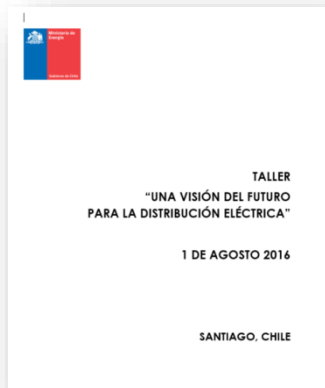 Ministerio de
Energía
Gobierno de Chile
TALLER
“UNA VISIÓN DEL FUTURO
PARA LA DISTRIBUCIÓN ELÉCTRICA”
1 DE AGOSTO 2016
SANTIAGO, CHILE